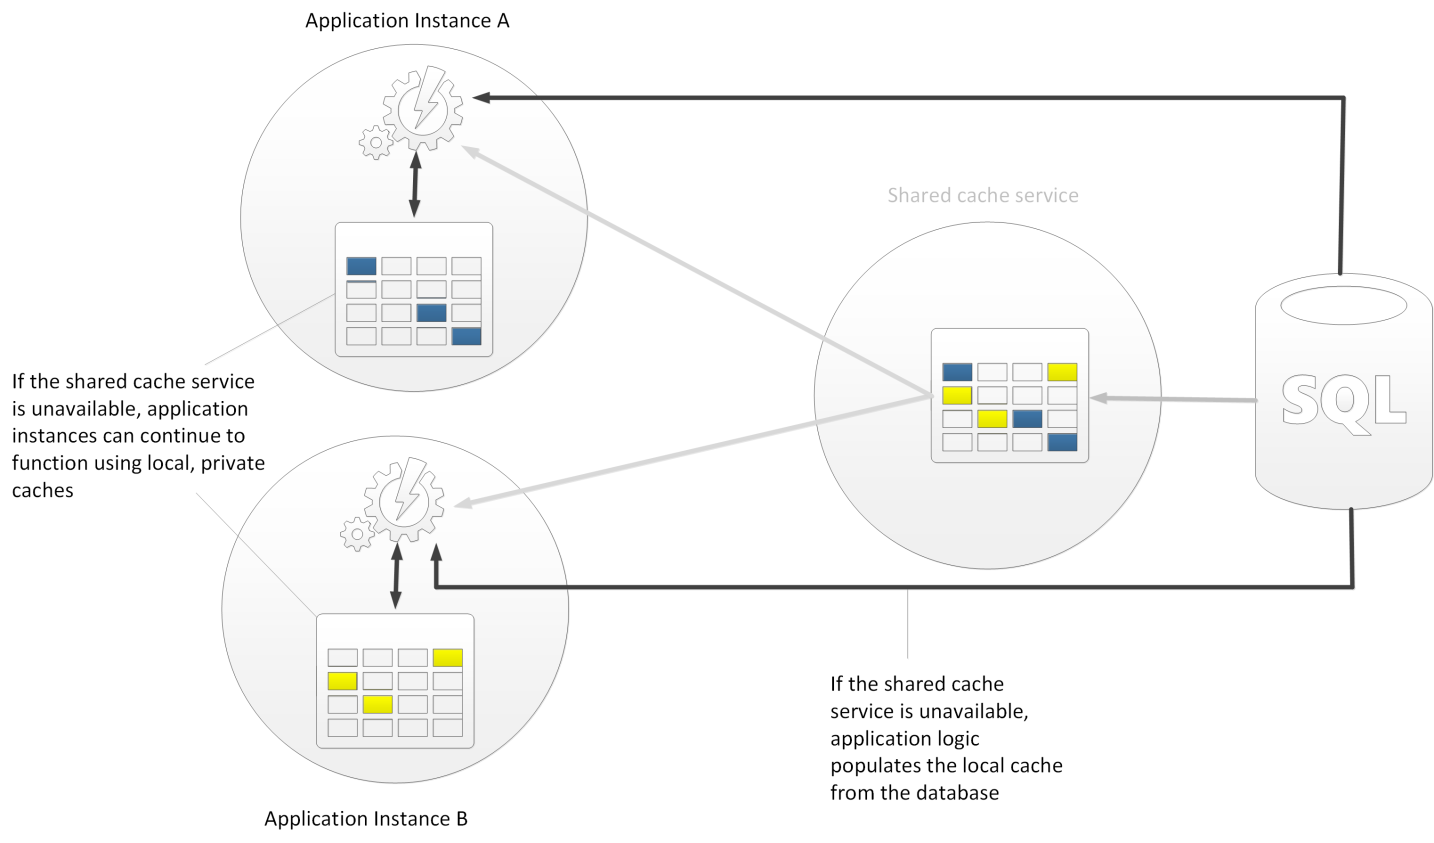 Application Instance A
Shared cache service
If the shared cache service
is unavailable, application
instances can continue to
function using local, private
caches
SQL
If the shared cache
service is unavailable,
application logic
populates the local cache
from the database
Application Instance B